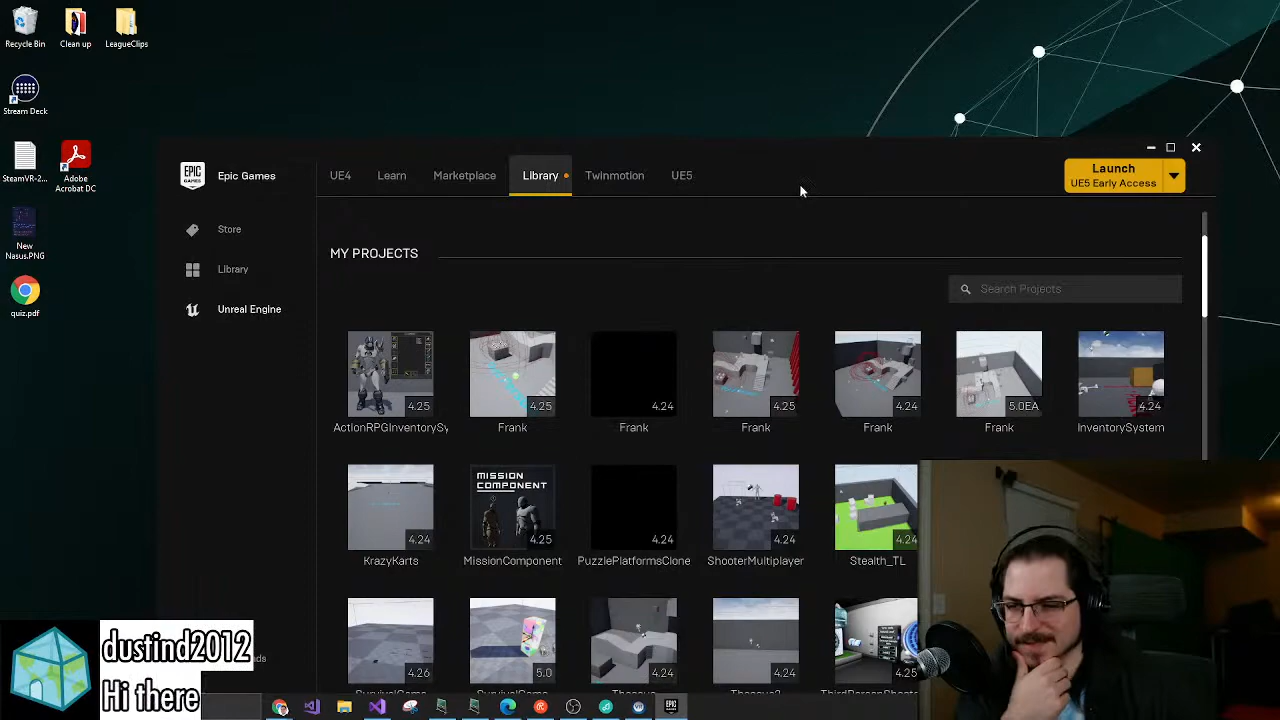 Recycle Bin
Clean up
LeagueClips
Stream Deck
SteamVR-2...
Adobe
Acrobat DC
New
Nasus.PNG
quiz.pdf
EPIC
GAMES
Epic Games
Store
Library
Unreal Engine
UE4
Learn
Marketplace
Library
Twinmotion
UE5
Launch
UE5 Early Access
MY PROJECTS
Search Projects
4.25
4.25
4.24
4.25
4.24
5.0EA
4.24
ActionRPGInventorySy
Frank
Frank
Frank
Frank
Frank
InventorySystem
MISSION
COMPONENT
4.24
4.25
4.24
4.24
4.24
KrazyKarts
MissionComponent
PuzzlePlatformsClone
ShooterMultiplayer
Stealth_TL
4.26
5.0
4.24
4.24
4.25
dustind2012
Hi there